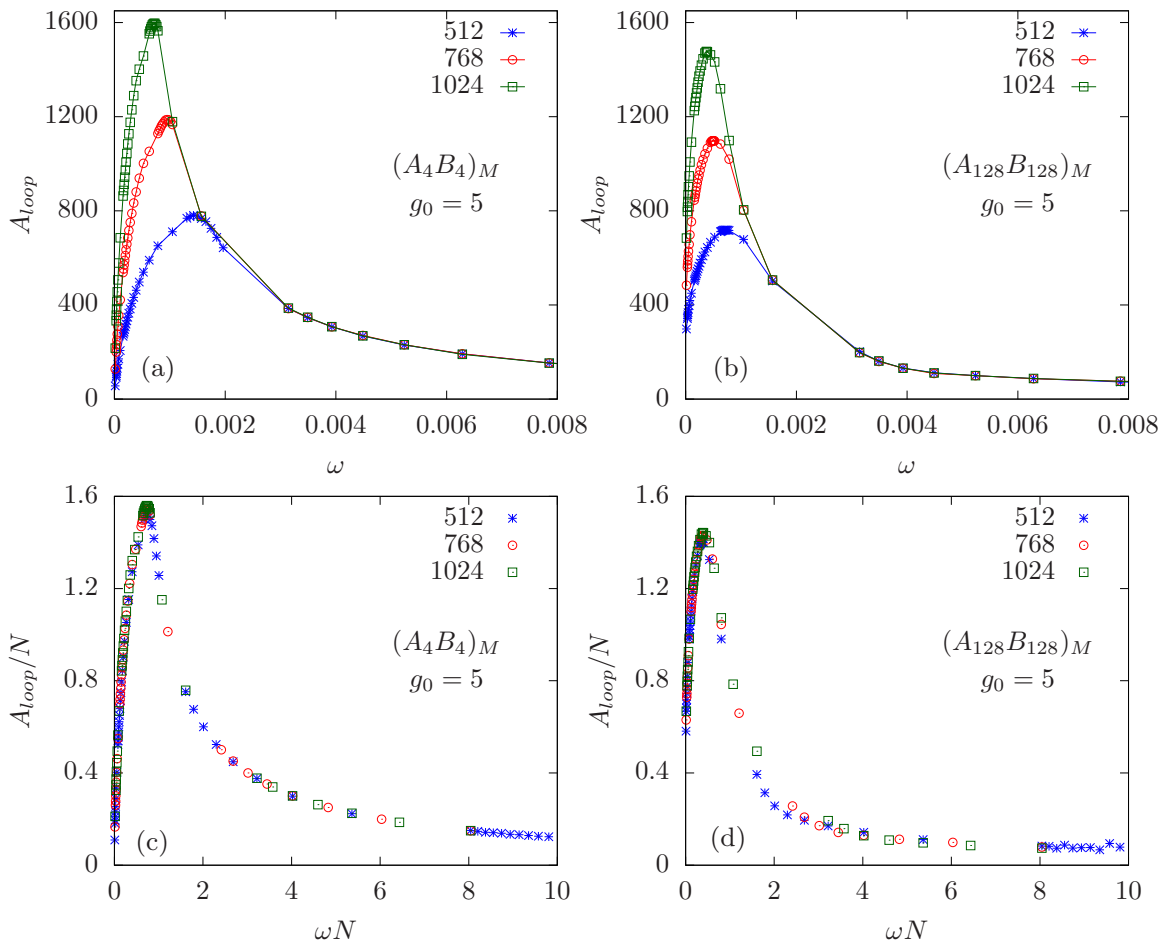 1600
1200
800
400
0
A_{loop}
512
768
1024
(A_4B_4)_M
g_0 = 5
(a)
0 0.002 0.004 0.006 0.008
ω
1600
1200
800
400
0
A_{loop}
512
768
1024
(A_{128}B_{128})_M
g_0 = 5
(b)
0 0.002 0.004 0.006 0.008
ω
1.6
1.2
0.8
0.4
0
A_{loop}/N
512
768
1024
(A_4B_4)_M
g_0 = 5
(c)
0 2 4 6 8 10
ωN
1.6
1.2
0.8
0.4
0
A_{loop}/N
512
768
1024
(A_{128}B_{128})_M
g_0 = 5
(d)
0 2 4 6 8 10
ωN